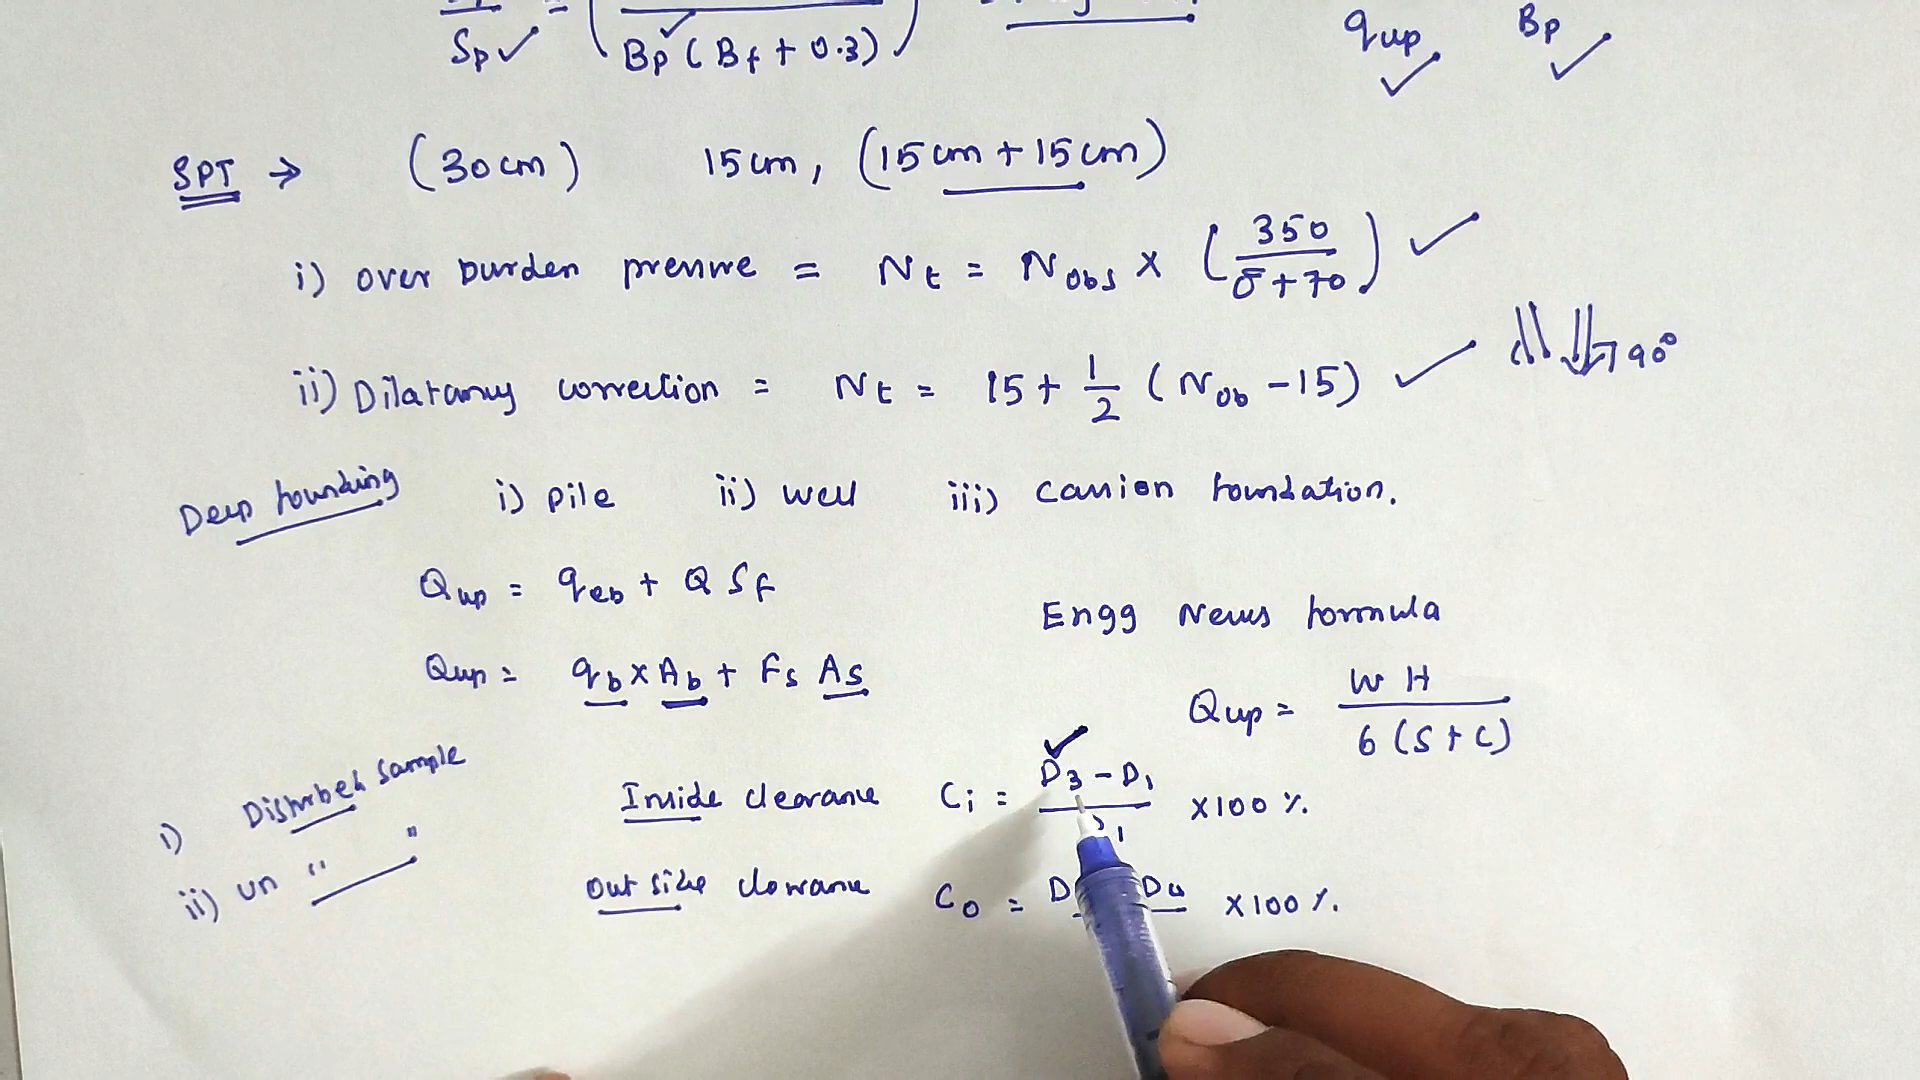 Sp = ( Bp (Bf + 0.3) )
qup Bp
SPT → (30 cm) 15 cm, (15 cm + 15 cm)
i) over burden pressure = Nt = Nobs × (350 / σ̄ + 70)
ii) Dilatancy correction = Nt = 15 + 1/2 (Nob - 15)
90°
Deep founding i) pile ii) well iii) Caission foundation.
Qup = qeb + Q Sf
Engg News formula
Qup = qb × Ab + Fs As
Qup = W H / 6 (S + C)
i) Disturbed Sample
Inside clearance Ci = D3 - D1 / 1 × 100 %.
ii) un " "
Out side clearance Co = D D4 × 100 %.